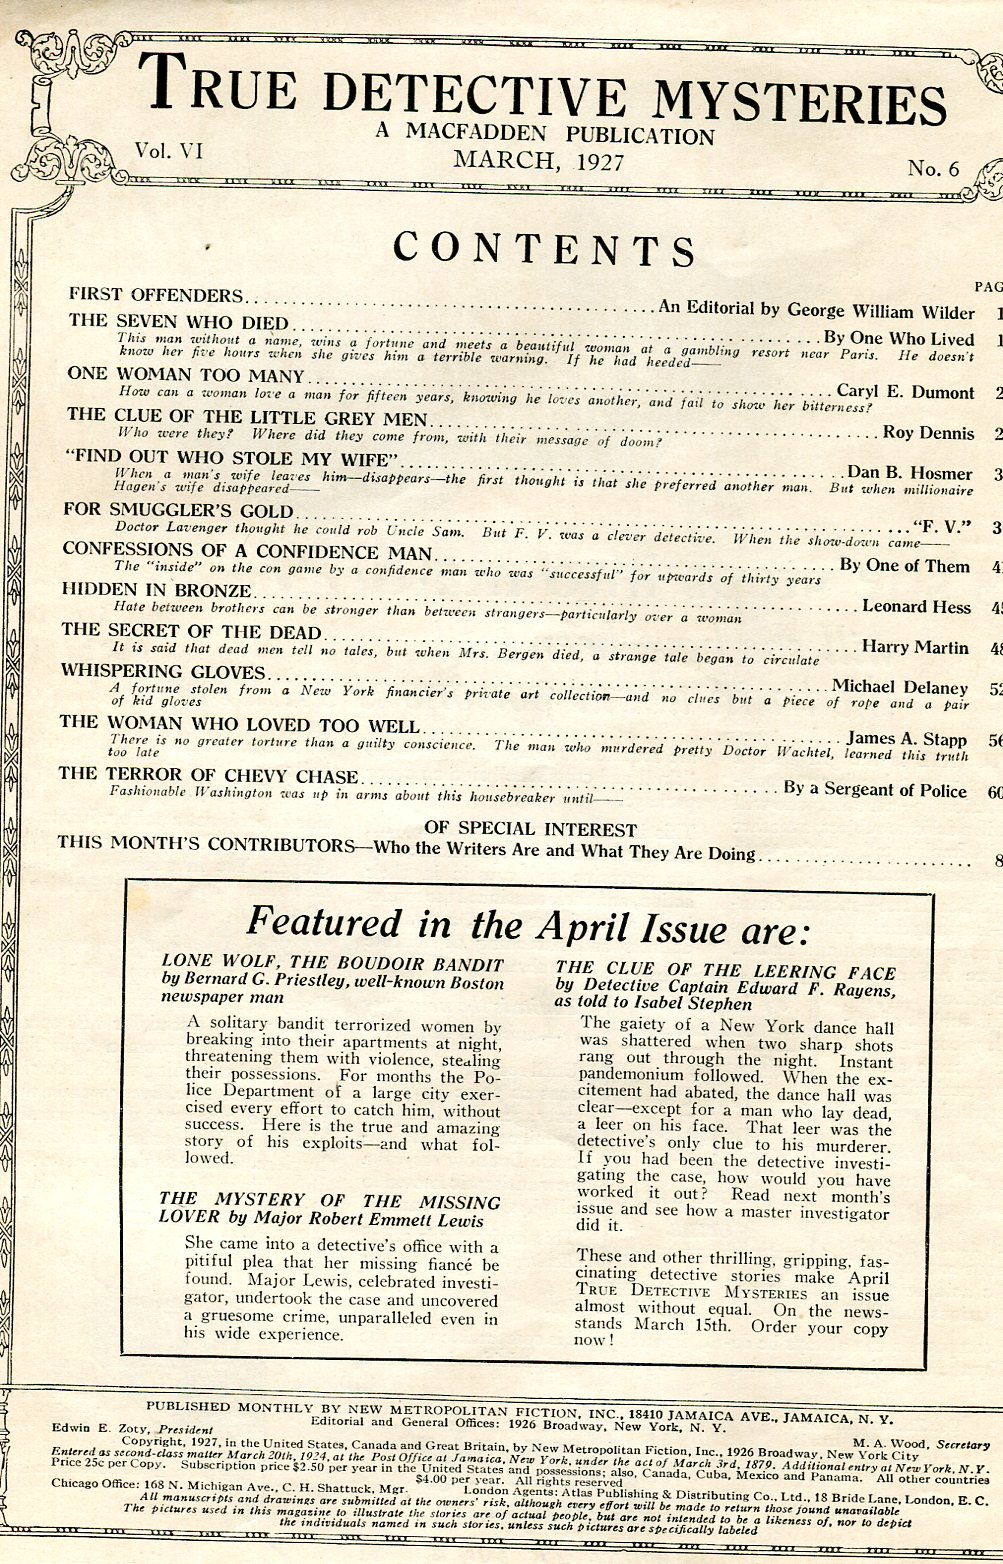 TRUE DETECTIVE MYSTERIES
A MACFADDEN PUBLICATION
Vol. VI
MARCH, 1927
No. 6
CONTENTS
PAG
FIRST OFFENDERS. . . . An Editorial by George William Wilder 1
THE SEVEN WHO DIED. . . . By One Who Lived 1
This man without a name, wins a fortune and meets a beautiful woman at a gambling resort near Paris. He doesn't
know her five hours when she gives him a terrible warning. If he had heeded——
ONE WOMAN TOO MANY. . . . Caryl E. Dumont 2
How can a woman love a man for fifteen years, knowing he loves another, and fail to show her bitterness?
THE CLUE OF THE LITTLE GREY MEN. . . . Roy Dennis 2
Who were they? Where did they come from, with their message of doom?
"FIND OUT WHO STOLE MY WIFE". . . . Dan B. Hosmer 3
When a man's wife leaves him—disappears—the first thought is that she preferred another man. But when millionaire
Hagen's wife disappeared——
FOR SMUGGLER'S GOLD. . . . "F. V." 3
Doctor Lavenger thought he could rob Uncle Sam. But F. V. was a clever detective. When the show-down came——
CONFESSIONS OF A CONFIDENCE MAN. . . . By One of Them 41
The "inside" on the con game by a confidence man who was "successful" for upwards of thirty years
HIDDEN IN BRONZE. . . . Leonard Hess 45
Hate between brothers can be stronger than between strangers—particularly over a woman
THE SECRET OF THE DEAD. . . . Harry Martin 48
It is said that dead men tell no tales, but when Mrs. Bergen died, a strange tale began to circulate
WHISPERING GLOVES. . . . Michael Delaney 52
A fortune stolen from a New York financier's private art collection—and no clues but a piece of rope and a pair
of kid gloves
THE WOMAN WHO LOVED TOO WELL. . . . James A. Stapp 56
There is no greater torture than a guilty conscience. The man who murdered pretty Doctor Wachtel, learned this truth
too late
THE TERROR OF CHEVY CHASE. . . . By a Sergeant of Police 60
Fashionable Washington was up in arms about this housebreaker until——
OF SPECIAL INTEREST
THIS MONTH'S CONTRIBUTORS—Who the Writers Are and What They Are Doing. . . . 8
Featured in the April Issue are:
LONE WOLF, THE BOUDOIR BANDIT
by Bernard G. Priestley, well-known Boston
newspaper man
A solitary bandit terrorized women by
breaking into their apartments at night,
threatening them with violence, stealing
their possessions. For months the Po-
lice Department of a large city exer-
cised every effort to catch him, without
success. Here is the true and amazing
story of his exploits—and what fol-
lowed.
THE MYSTERY OF THE MISSING
LOVER by Major Robert Emmett Lewis
She came into a detective's office with a
pitiful plea that her missing fiancé be
found. Major Lewis, celebrated investi-
gator, undertook the case and uncovered
a gruesome crime, unparalleled even in
his wide experience.
THE CLUE OF THE LEERING FACE
by Detective Captain Edward F. Rayens,
as told to Isabel Stephen
The gaiety of a New York dance hall
was shattered when two sharp shots
rang out through the night. Instant
pandemonium followed. When the ex-
citement had abated, the dance hall was
clear—except for a man who lay dead,
a leer on his face. That leer was the
detective's only clue to his murderer.
If you had been the detective investi-
gating the case, how would you have
worked it out? Read next month's
issue and see how a master investigator
did it.
These and other thrilling, gripping, fas-
cinating detective stories make April
TRUE DETECTIVE MYSTERIES an issue
almost without equal. On the news-
stands March 15th. Order your copy
now!
PUBLISHED MONTHLY BY NEW METROPOLITAN FICTION, INC., 18410 JAMAICA AVE., JAMAICA, N. Y.
Editorial and General Offices: 1926 Broadway, New York, N. Y.
Edwin E. Zoty, President
M. A. Wood, Secretary
Copyright, 1927, in the United States, Canada and Great Britain, by New Metropolitan Fiction, Inc., 1926 Broadway, New York City
Entered as second-class matter March 20th, 1924, at the Post Office at Jamaica, New York, under the act of March 3rd, 1879. Additional entry at New York, N. Y.
Price 25c per Copy. Subscription price $2.50 per year in the United States and possessions; also, Canada, Cuba, Mexico and Panama. All other countries
$4.00 per year. All rights reserved
Chicago Office: 168 N. Michigan Ave., C. H. Shattuck, Mgr. London Agents: Atlas Publishing & Distributing Co., Ltd., 18 Bride Lane, London, E. C.
All manuscripts and drawings are submitted at the owners' risk, although every effort will be made to return those found unavailable
The pictures used in this magazine to illustrate the stories are of actual people, but are not intended to be a likeness of, nor to depict
the individuals named in such stories, unless such pictures are specifically labeled